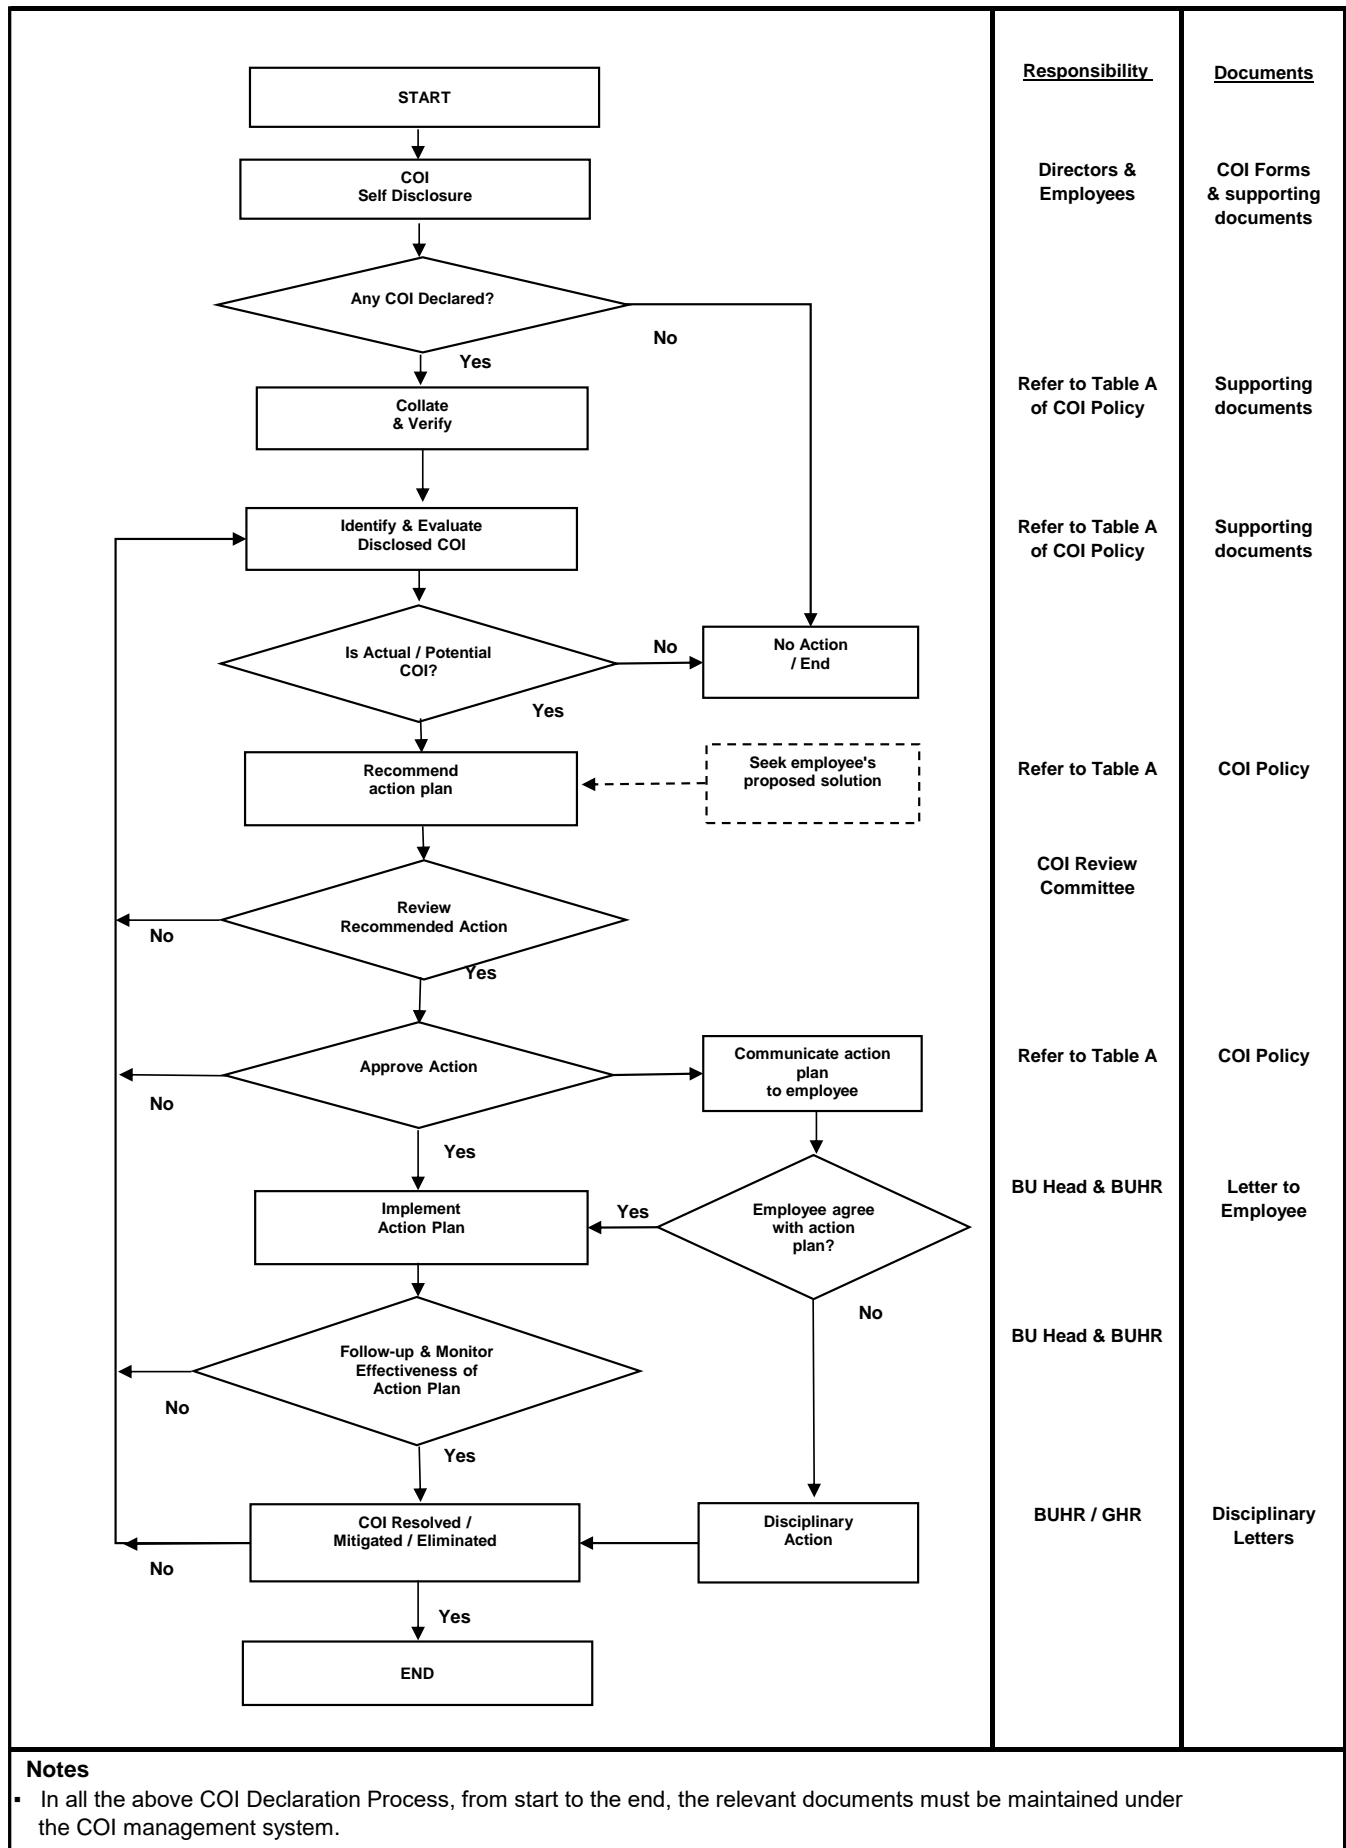 Responsibility
Documents
START
COI
Self Disclosure
Directors &
Employees
COI Forms
& supporting
documents
Any COI Declared?
No
Yes
Collate
& Verify
Refer to Table A
of COI Policy
Supporting
documents
Identify & Evaluate
Disclosed COI
Refer to Table A
of COI Policy
Supporting
documents
Is Actual / Potential
COI?
No
No Action
/ End
Yes
Recommend
action plan
Seek employee's
proposed solution
Refer to Table A
COI Policy
COI Review
Committee
Review
Recommended Action
No
Yes
Approve Action
No
Communicate action
plan
to employee
Refer to Table A
COI Policy
Yes
Implement
Action Plan
Yes
Employee agree
with action
plan?
BU Head & BUHR
Letter to
Employee
No
Follow-up & Monitor
Effectiveness of
Action Plan
BU Head & BUHR
No
Yes
COI Resolved /
Mitigated / Eliminated
Disciplinary
Action
BUHR / GHR
Disciplinary
Letters
No
Yes
END
Notes
▪ In all the above COI Declaration Process, from start to the end, the relevant documents must be maintained under
the COI management system.